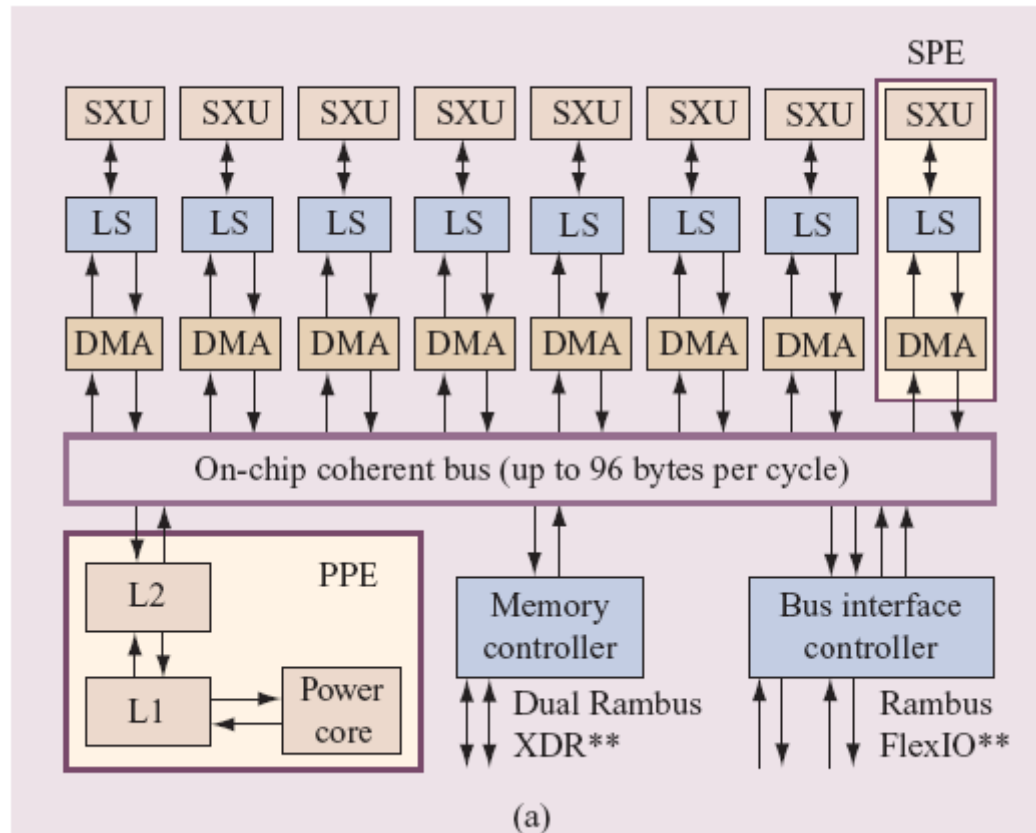 SPE
SXU SXU SXU SXU SXU SXU SXU SXU
LS LS LS LS LS LS LS LS
DMA DMA DMA DMA DMA DMA DMA DMA
On-chip coherent bus (up to 96 bytes per cycle)
PPE
L2
L1
Power
core
Memory
controller
Dual Rambus
XDR**
Bus interface
controller
Rambus
FlexIO**
(a)